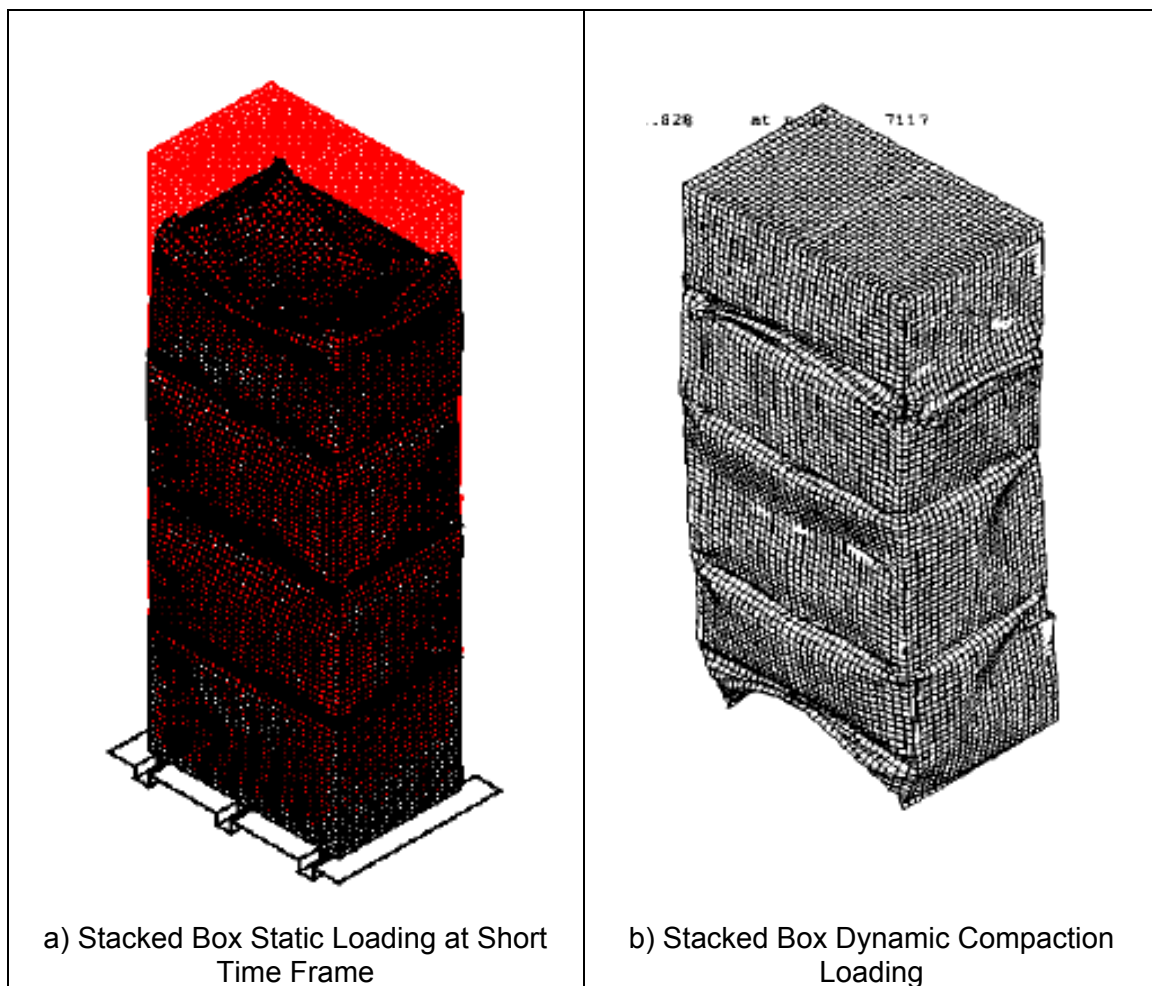 .828 at 7117
a) Stacked Box Static Loading at Short
Time Frame
b) Stacked Box Dynamic Compaction
Loading